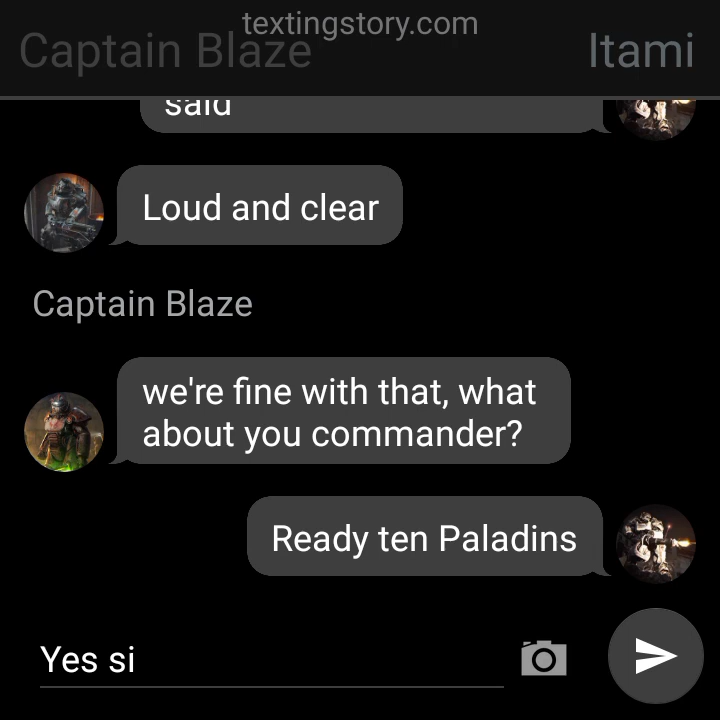 textingstory.com
Captain Blaze Itami
said
Loud and clear
Captain Blaze
we're fine with that, what
about you commander?
Ready ten Paladins
Yes si